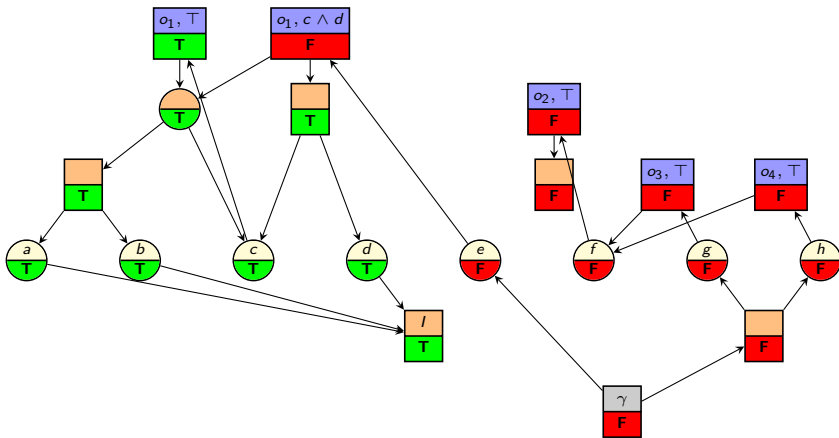 o₁, ⊤
T
o₁, c ∧ d
F
T
T
o₂, ⊤
F
T
F
o₃, ⊤
F
o₄, ⊤
F
a
T
b
T
c
T
d
T
e
F
f
F
g
F
h
F
I
T
F
γ
F